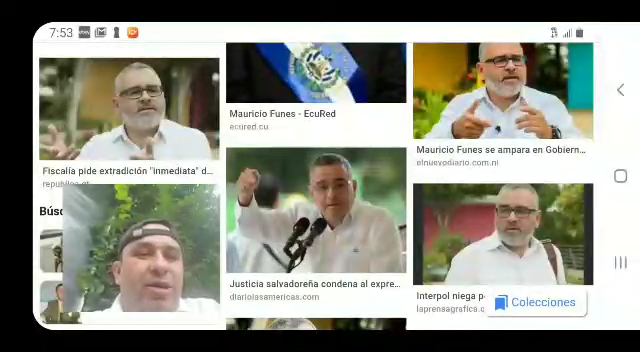 7:53
Fiscalía pide extradición "inmediata" d...
Búsc
Mauricio Funes - EcuRed
ecured.cu
Justicia salvadoreña condena al expre...
diariolasamericas.com
Mauricio Funes se ampara en Gobiern...
elnuevodiario.com.ni
Interpol niega p
laprensagrafica.c
Colecciones